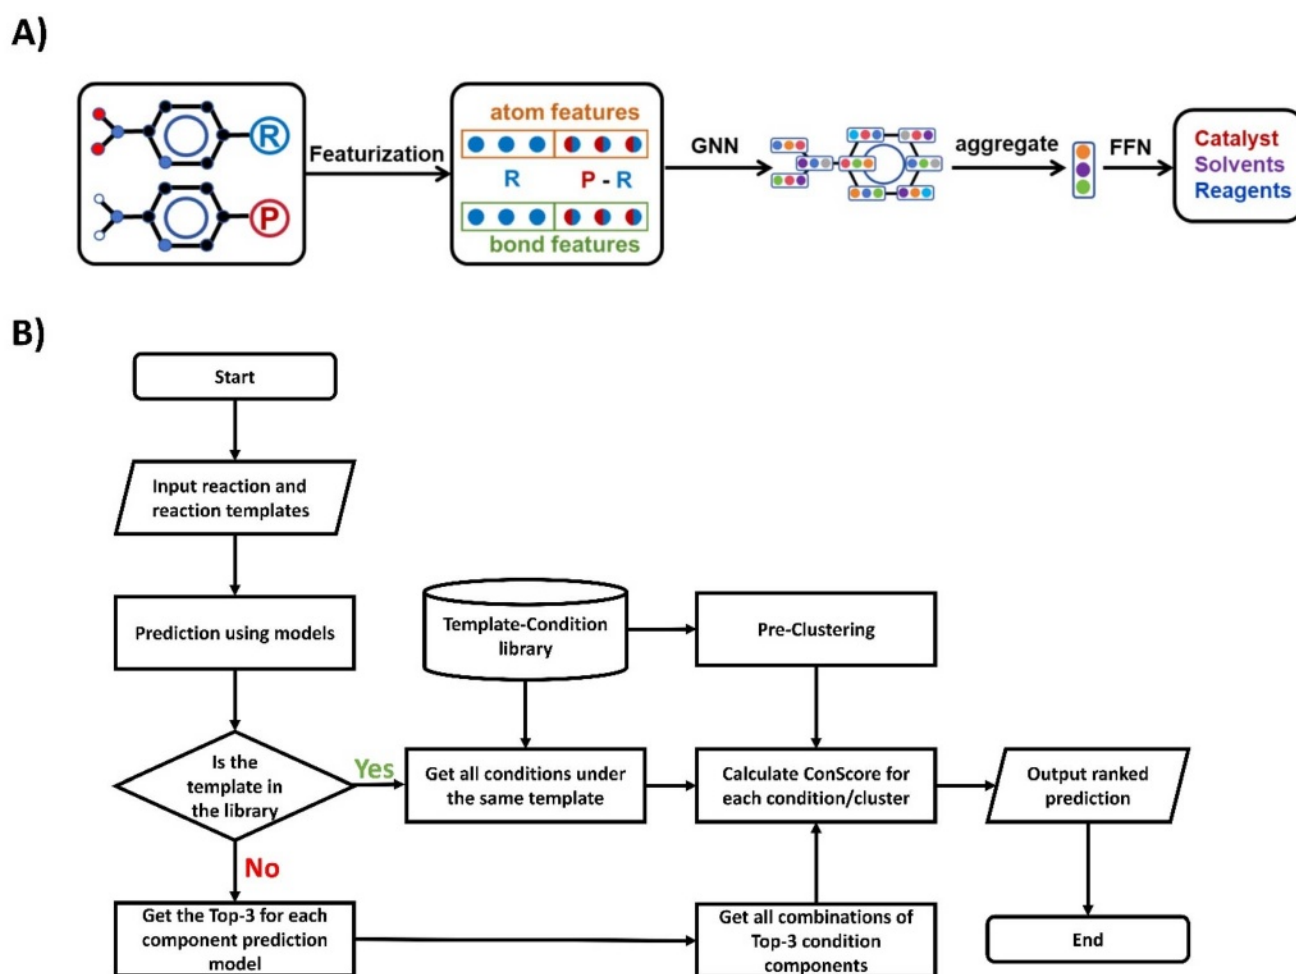 A)
R
P
Featurization
atom features
R P - R
bond features
GNN
aggregate
FFN
Catalyst
Solvents
Reagents
B)
Start
Input reaction and
reaction templates
Prediction using models
Template-Condition
library
Pre-Clustering
Is the
template in
the library
Yes
Get all conditions under
the same template
Calculate ConScore for
each condition/cluster
Output ranked
prediction
No
Get the Top-3 for each
component prediction
model
Get all combinations of
Top-3 condition
components
End